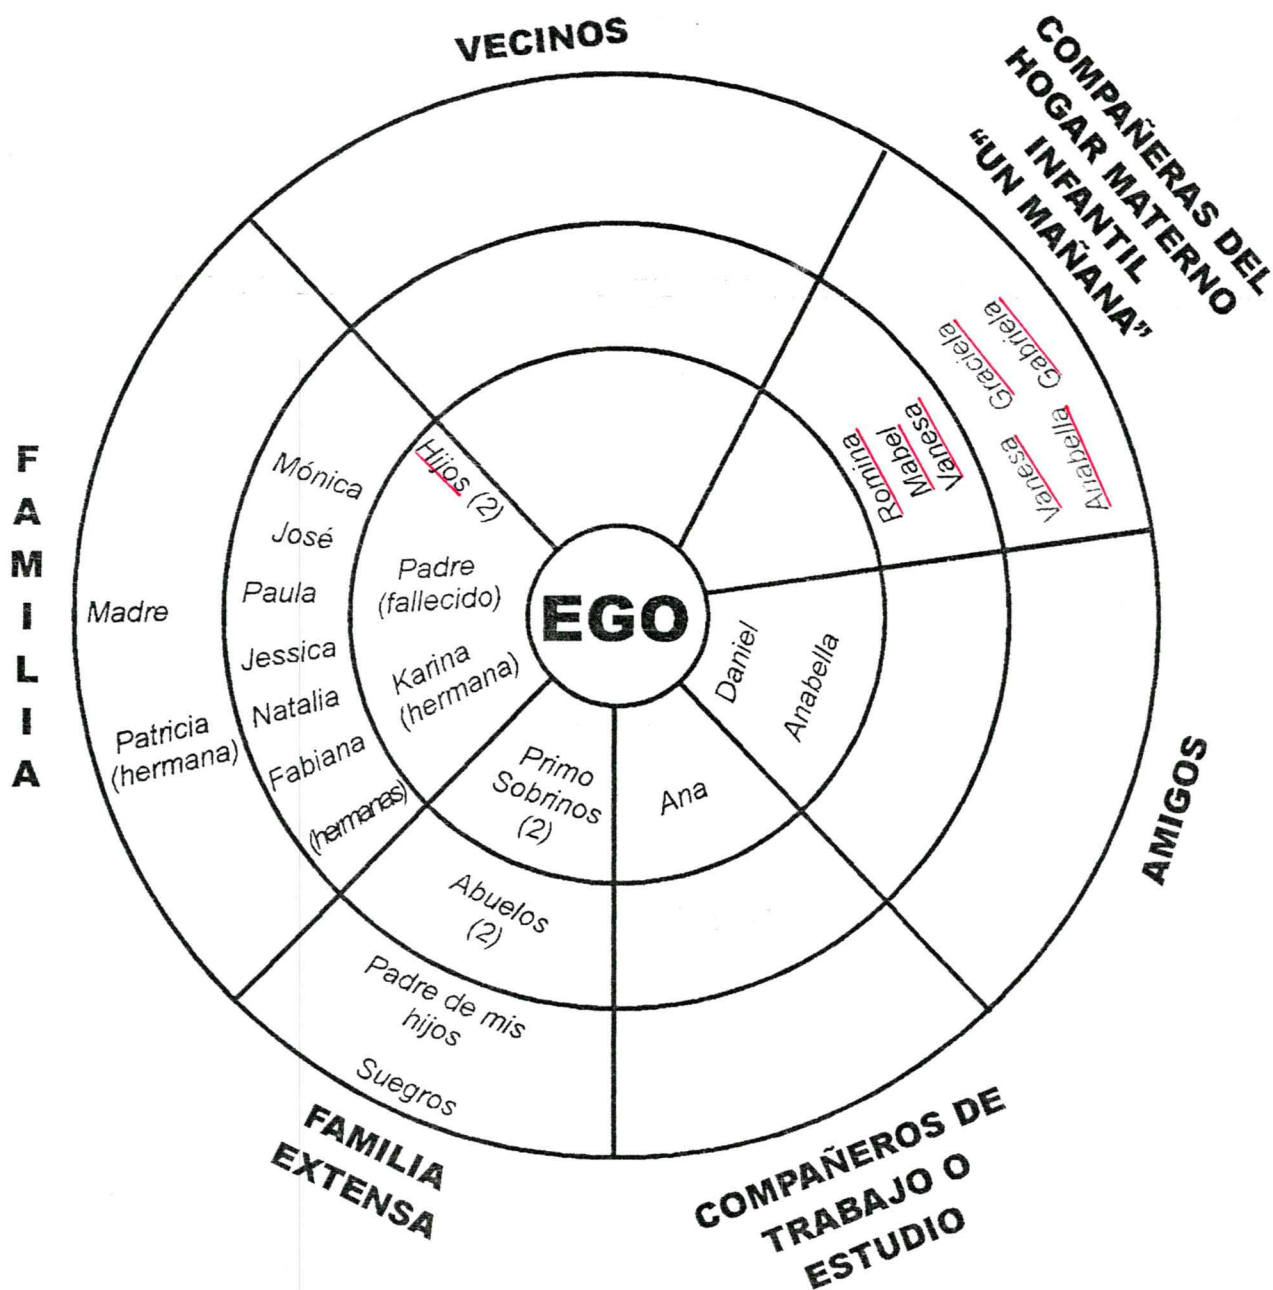 VECINOS
COMPAÑERAS DEL
HOGAR MATERNO
INFANTIL
“UN MAÑANA”
Gabriela
Graciela
Anabella
Vanesa
Vanesa
Mabel
Romina
FAMILIA
Hijos (2)
Mónica
José
Padre
(fallecido)
Paula
Madre
Jessica
Karina
(hermana)
Natalia
Patricia
(hermana)
Fabiana
(hermanas)
EGO
Daniel
Anabella
AMIGOS
Primo
Sobrinos
(2)
Ana
Abuelos
(2)
Padre de mis
hijos
Suegros
FAMILIA
EXTENSA
COMPAÑEROS DE
TRABAJO O
ESTUDIO